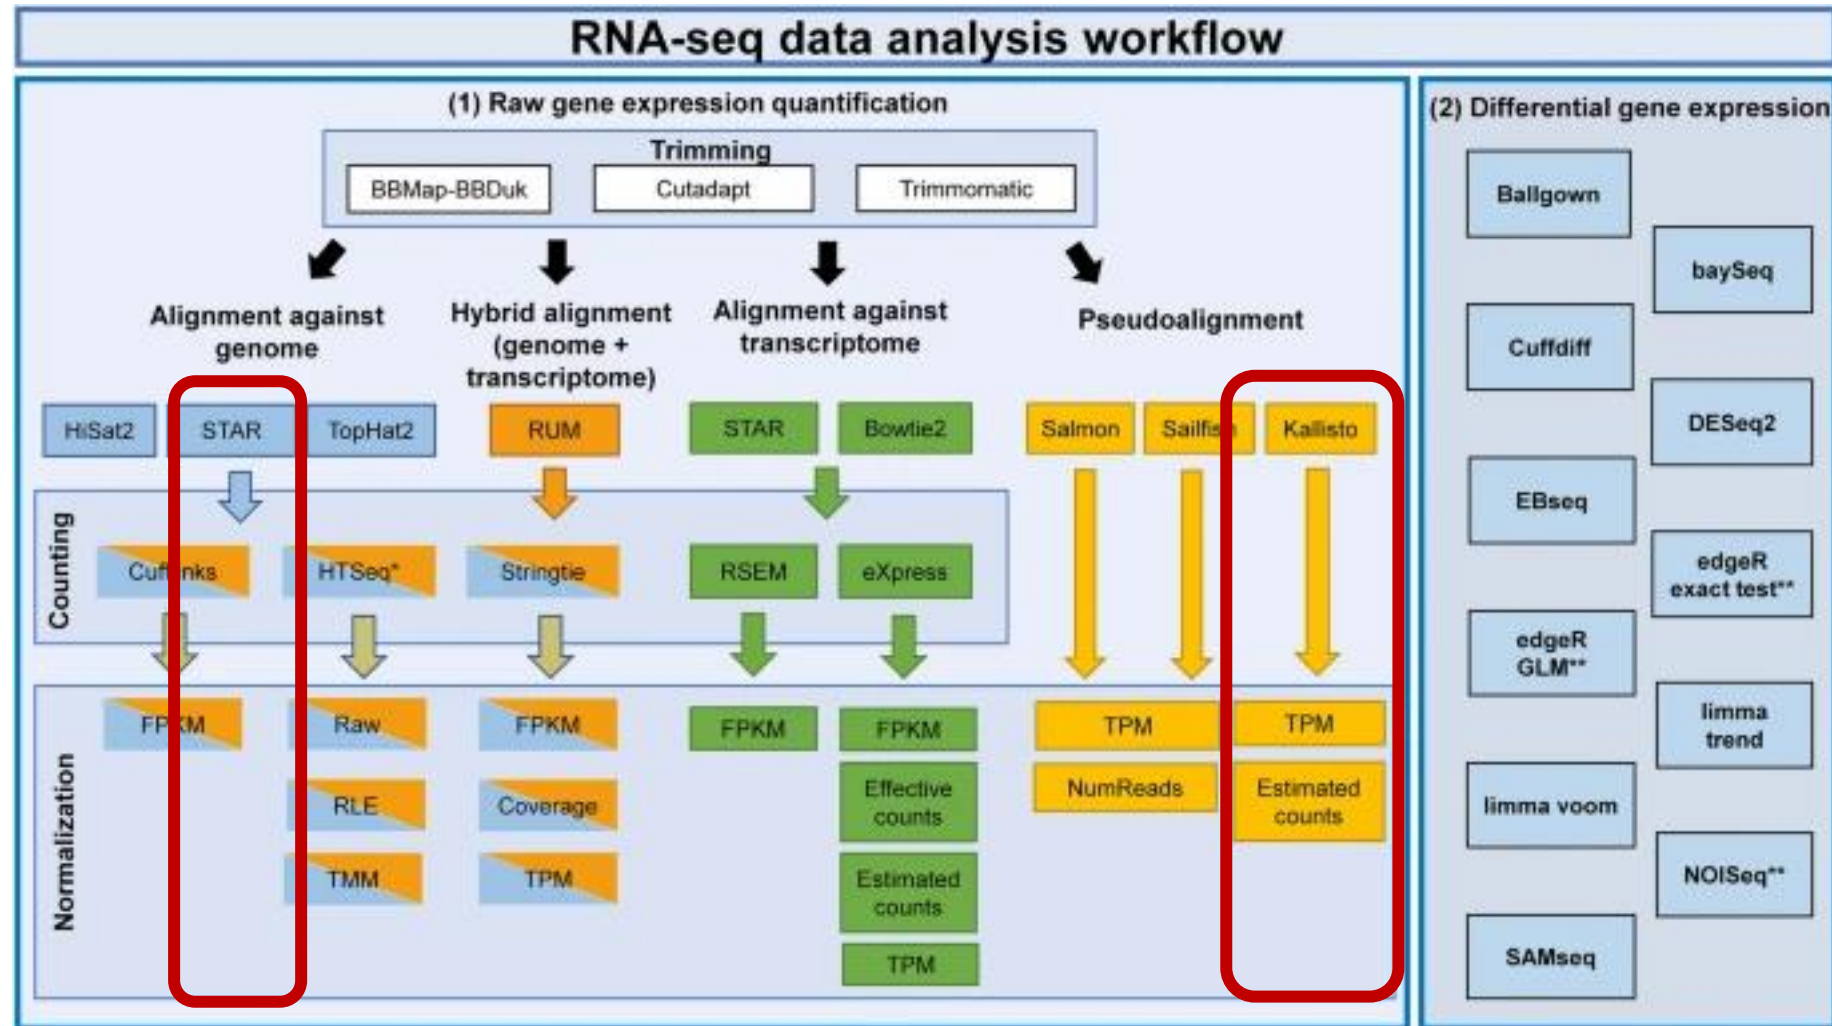 RNA-seq data analysis workflow
(1) Raw gene expression quantification
Trimming
BBMap-BBDuk
Cutadapt
Trimmomatic
Alignment against
genome
Hybrid alignment
(genome +
transcriptome)
Alignment against
transcriptome
Pseudoalignment
HiSat2
STAR
TopHat2
RUM
STAR
Bowtie2
Salmon
Sailfish
Kallisto
Counting
Cufflinks
HTSeq*
Stringtie
RSEM
eXpress
Normalization
FPKM
Raw
FPKM
FPKM
FPKM
TPM
TPM
RLE
Coverage
Effective
counts
NumReads
Estimated
counts
TMM
TPM
Estimated
counts
TPM
(2) Differential gene expression
Ballgown
baySeq
Cuffdiff
DESeq2
EBseq
edgeR
exact test**
edgeR
GLM**
limma
trend
limma voom
NOISeq**
SAMseq